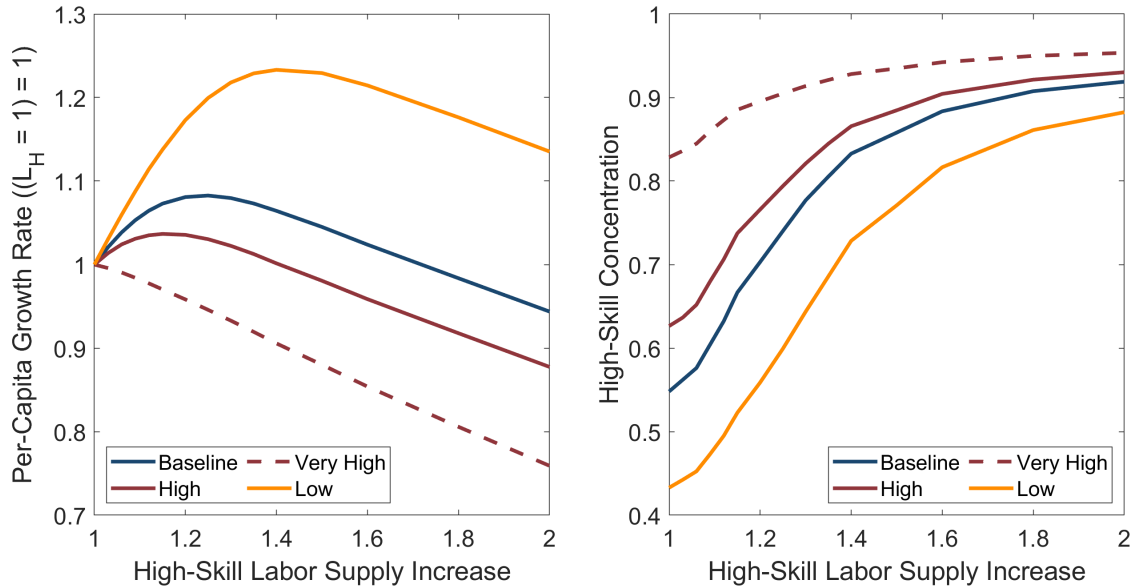 Per-Capita Growth Rate ((L_H = 1) = 1)
1.3
1.2
1.1
1
0.9
0.8
0.7
Baseline
Very High
High
Low
1 1.2 1.4 1.6 1.8 2
High-Skill Labor Supply Increase
High-Skill Concentration
1
0.9
0.8
0.7
0.6
0.5
0.4
Baseline
Very High
High
Low
1 1.2 1.4 1.6 1.8 2
High-Skill Labor Supply Increase